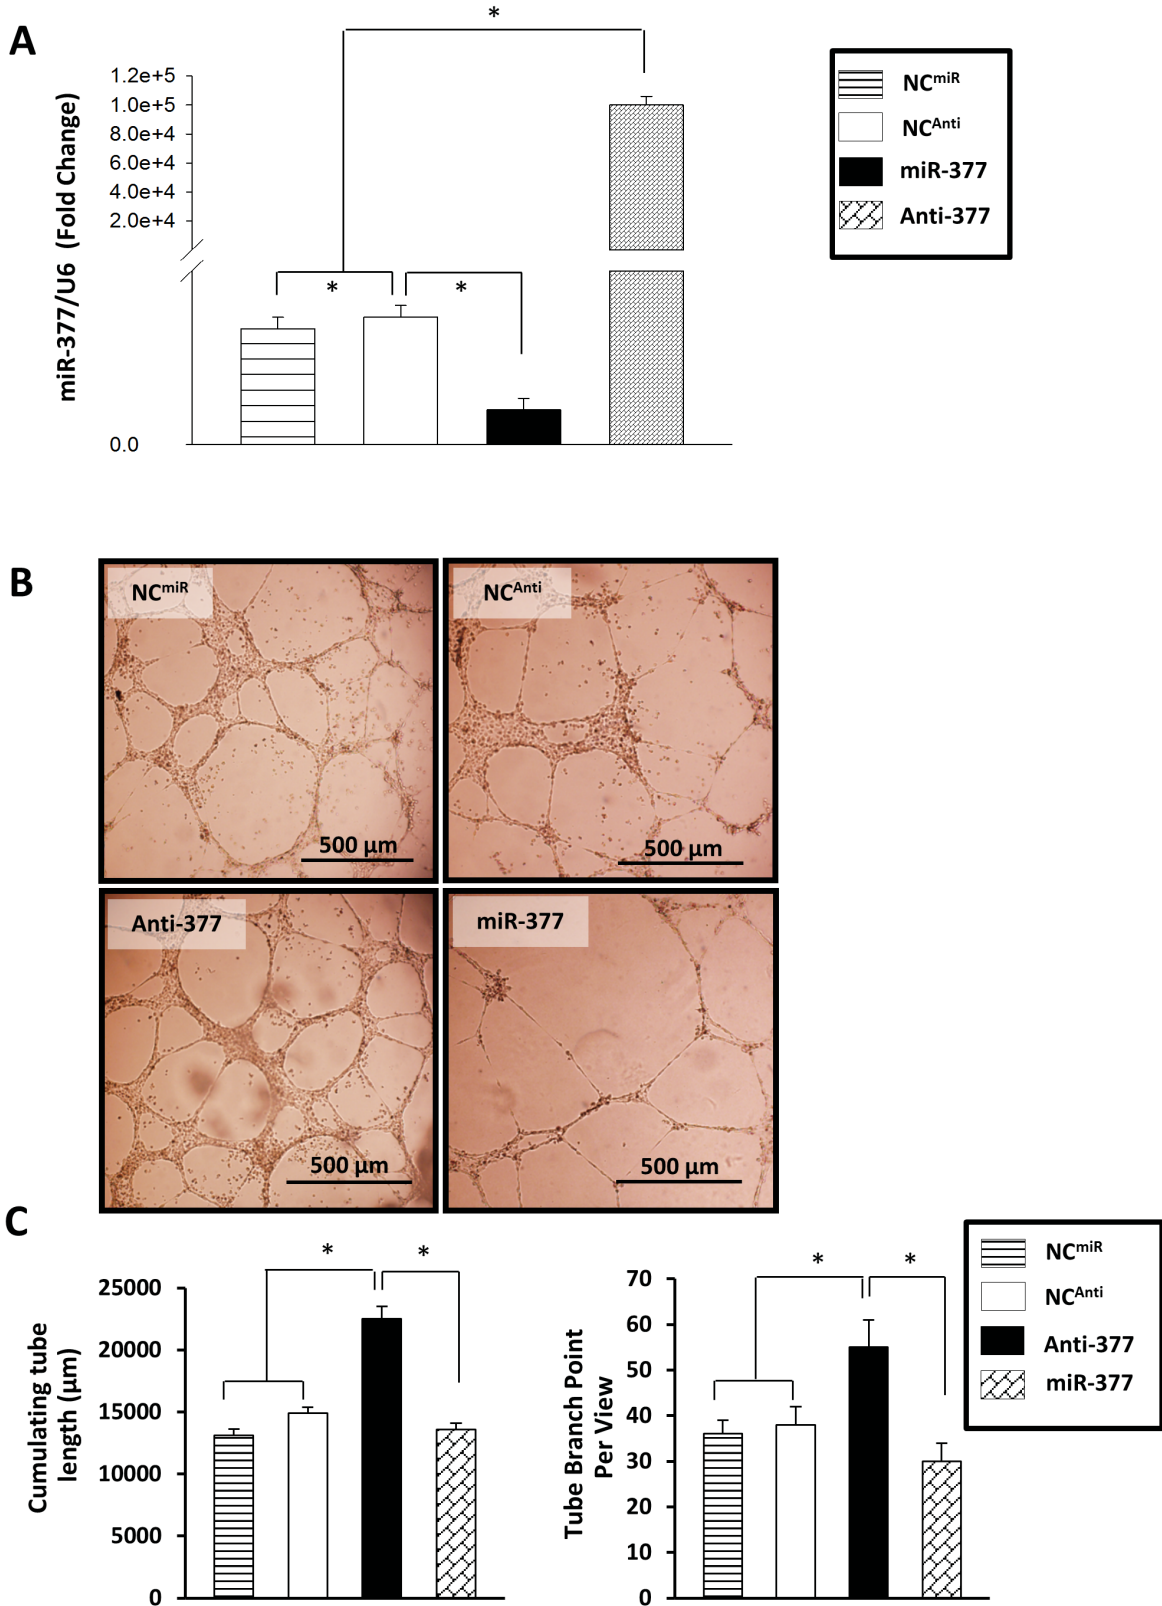 A
*
1.2e+5
1.0e+5
8.0e+4
6.0e+4
4.0e+4
2.0e+4
0.0
miR-377/U6 (Fold Change)
*
*
NCmiR
NCAnti
miR-377
Anti-377
B
NCmiR
500 µm
NCAnti
500 µm
Anti-377
500 µm
miR-377
500 µm
C
Cumulating tube
length (µm)
25000
20000
15000
10000
5000
0
*
*
Tube Branch Point
Per View
70
60
50
40
30
20
10
0
*
*
NCmiR
NCAnti
Anti-377
miR-377